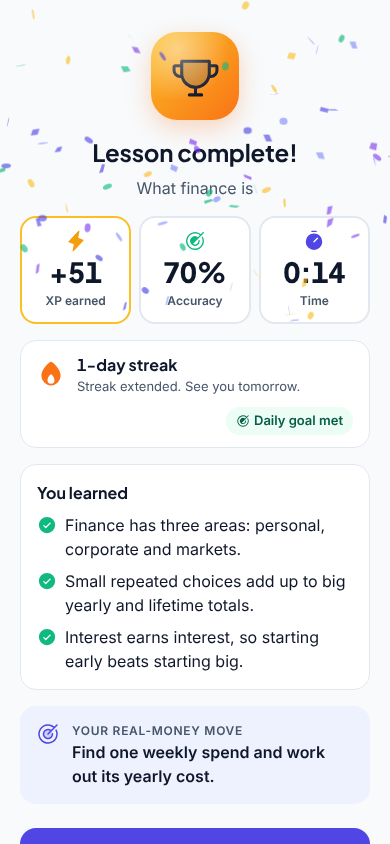 Lesson complete!
What finance is
+51
XP earned
70%
Accuracy
0:14
Time
1-day streak
Streak extended. See you tomorrow.
Daily goal met
You learned
Finance has three areas: personal,
corporate and markets.
Small repeated choices add up to big
yearly and lifetime totals.
Interest earns interest, so starting
early beats starting big.
YOUR REAL-MONEY MOVE
Find one weekly spend and work
out its yearly cost.